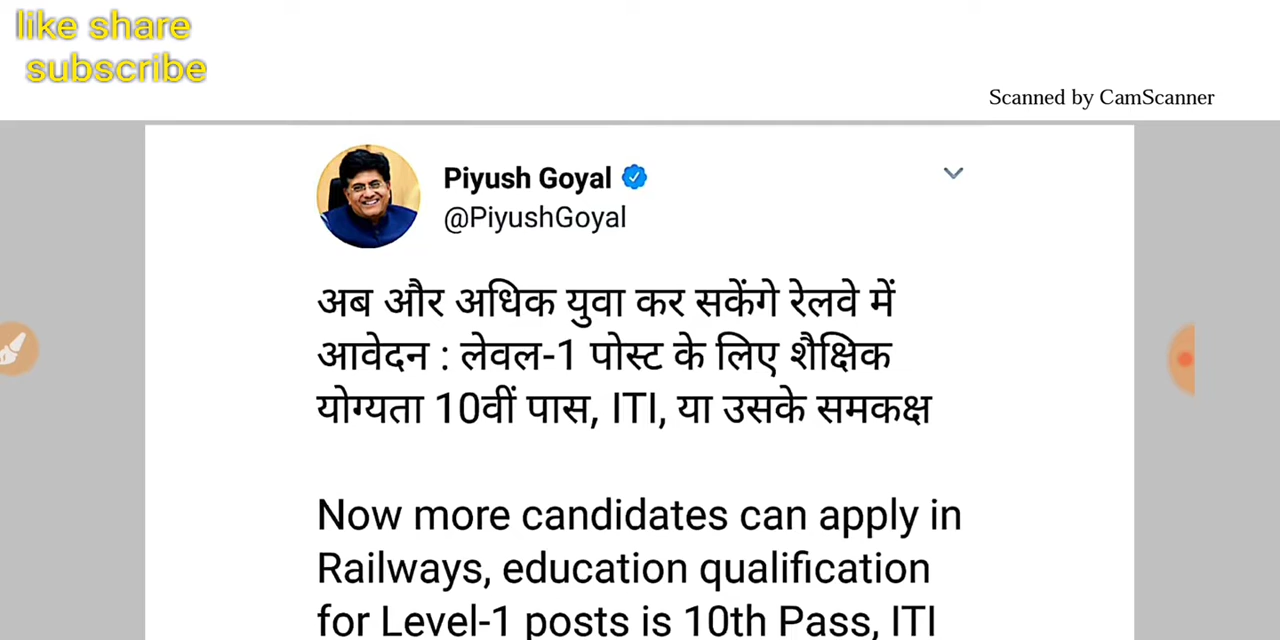 like share
subscribe
Scanned by CamScanner
Piyush Goyal
@PiyushGoyal
अब और अधिक युवा कर सकेंगे रेलवे में
आवेदन : लेवल-1 पोस्ट के लिए शैक्षिक
योग्यता 10वीं पास, ITI, या उसके समकक्ष
Now more candidates can apply in
Railways, education qualification
for Level-1 posts is 10th Pass, ITI